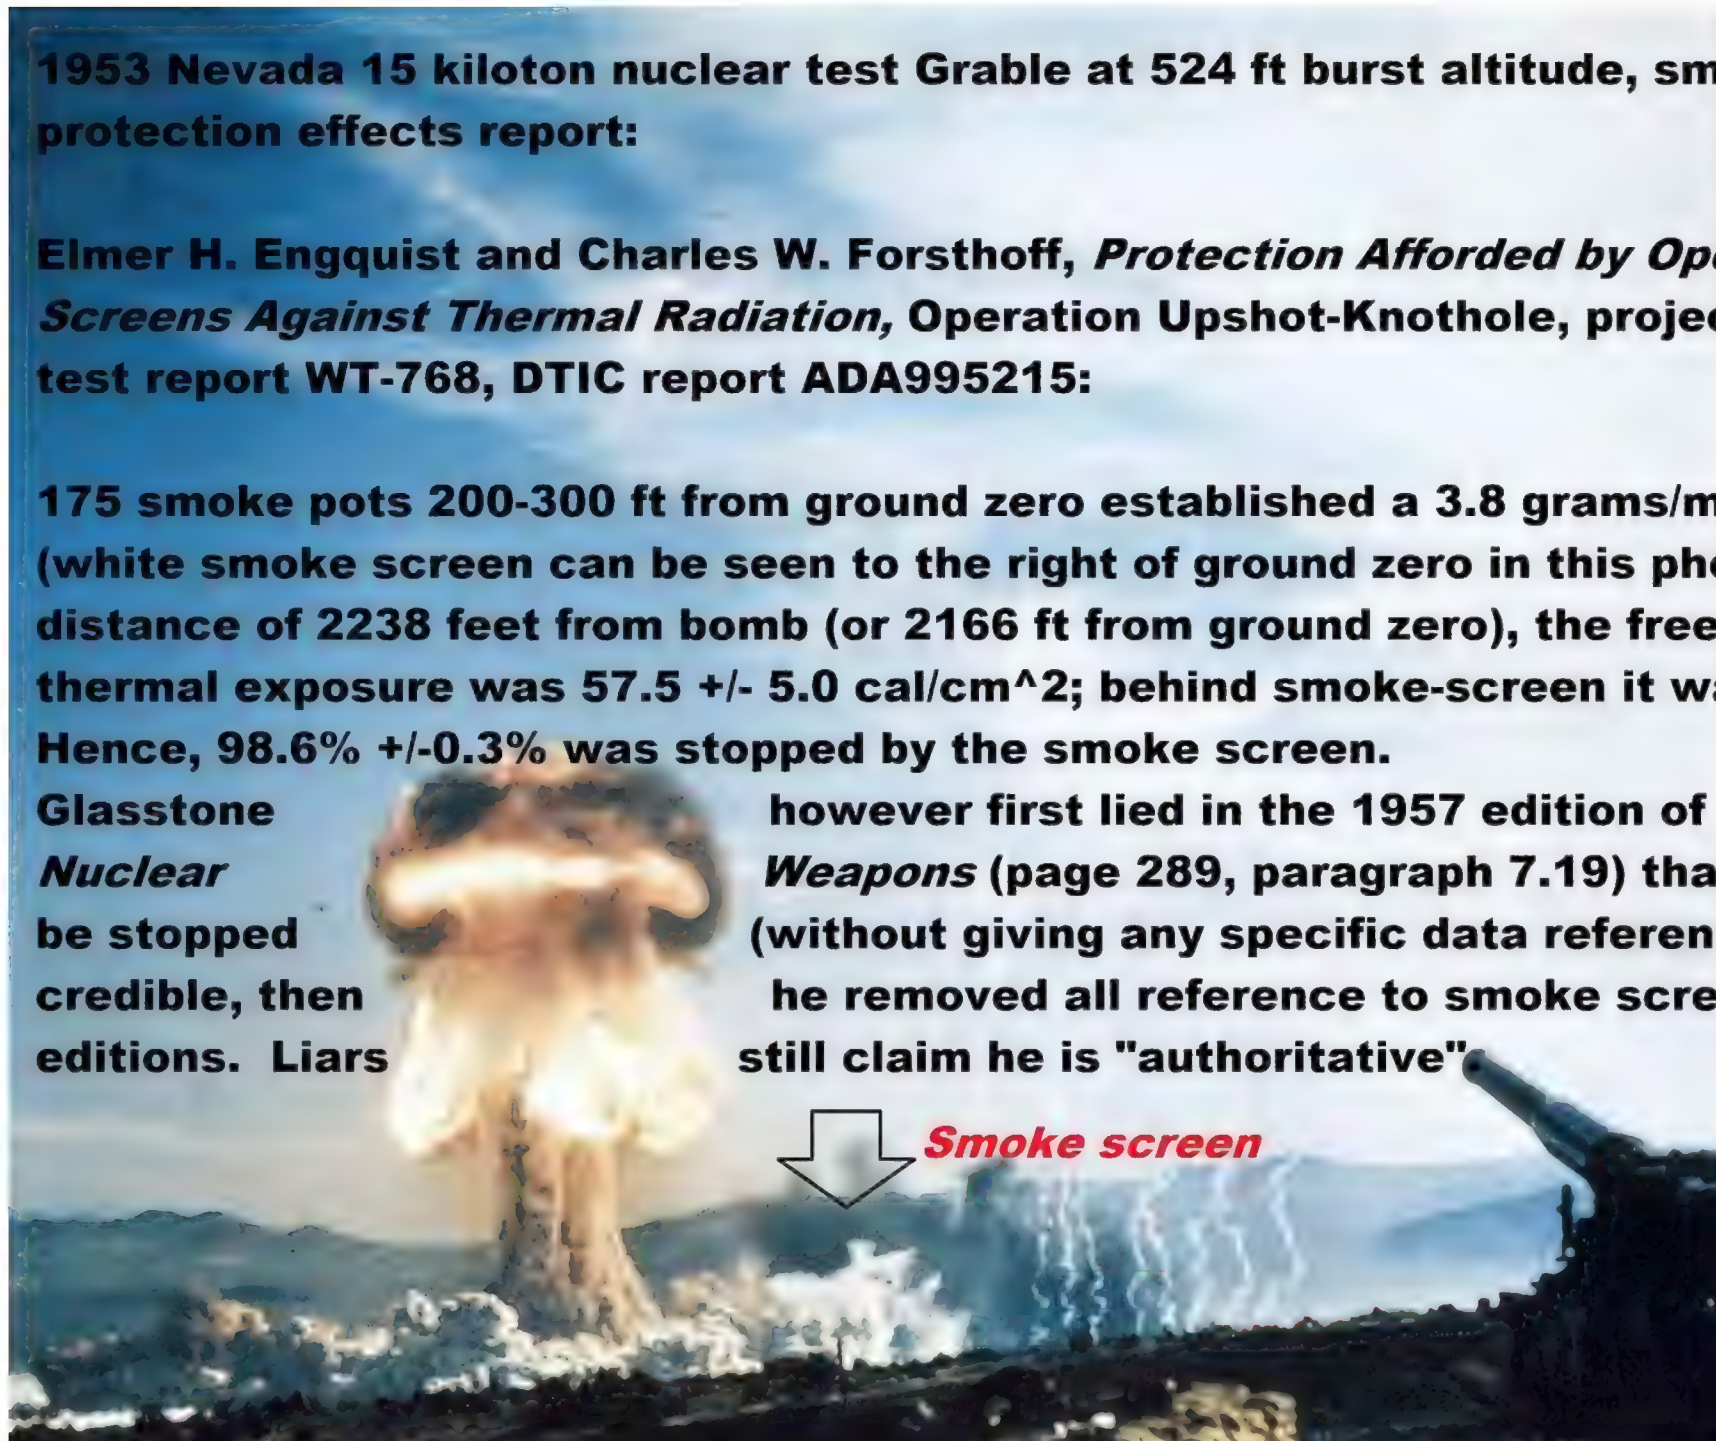 1953 Nevada 15 kiloton nuclear test Grable at 524 ft burst altitude, sm
protection effects report:
Elmer H. Engquist and Charles W. Forsthoff, Protection Afforded by Op
Screens Against Thermal Radiation, Operation Upshot-Knothole, projec
test report WT-768, DTIC report ADA995215:
175 smoke pots 200-300 ft from ground zero established a 3.8 grams/m
(white smoke screen can be seen to the right of ground zero in this pho
distance of 2238 feet from bomb (or 2166 ft from ground zero), the free
thermal exposure was 57.5 +/- 5.0 cal/cm^2; behind smoke-screen it wa
Hence, 98.6% +/-0.3% was stopped by the smoke screen.
Glasstone however first lied in the 1957 edition of
Nuclear Weapons (page 289, paragraph 7.19) tha
be stopped (without giving any specific data referen
credible, then he removed all reference to smoke scre
editions. Liars still claim he is "authoritative".
Smoke screen